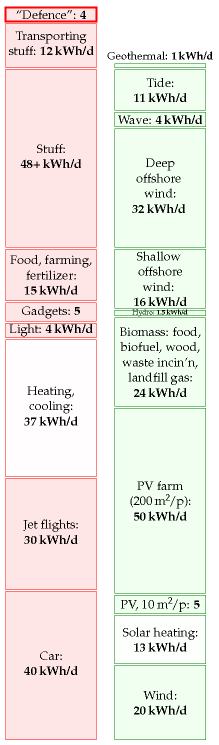 “Defence”: 4
Transporting
stuff: 12 kWh/d
Stuff:
48+ kWh/d
Food, farming,
fertilizer:
15 kWh/d
Gadgets: 5
Light: 4 kWh/d
Heating,
cooling:
37 kWh/d
Jet flights:
30 kWh/d
Car:
40 kWh/d
Geothermal: 1 kWh/d
Tide:
11 kWh/d
Wave: 4 kWh/d
Deep
offshore
wind:
32 kWh/d
Shallow
offshore
wind:
16 kWh/d
Hydro: 1.5 kWh/d
Biomass: food,
biofuel, wood,
waste incin’n,
landfill gas:
24 kWh/d
PV farm
(200 m²/p):
50 kWh/d
PV, 10 m²/p: 5
Solar heating:
13 kWh/d
Wind:
20 kWh/d